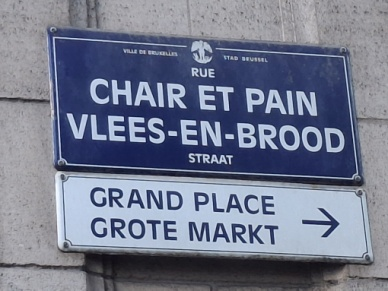 VILLE DE BRUXELLES STAD BRUSSEL
RUE
CHAIR ET PAIN
VLEES-EN-BROOD
STRAAT
GRAND PLACE
GROTE MARKT